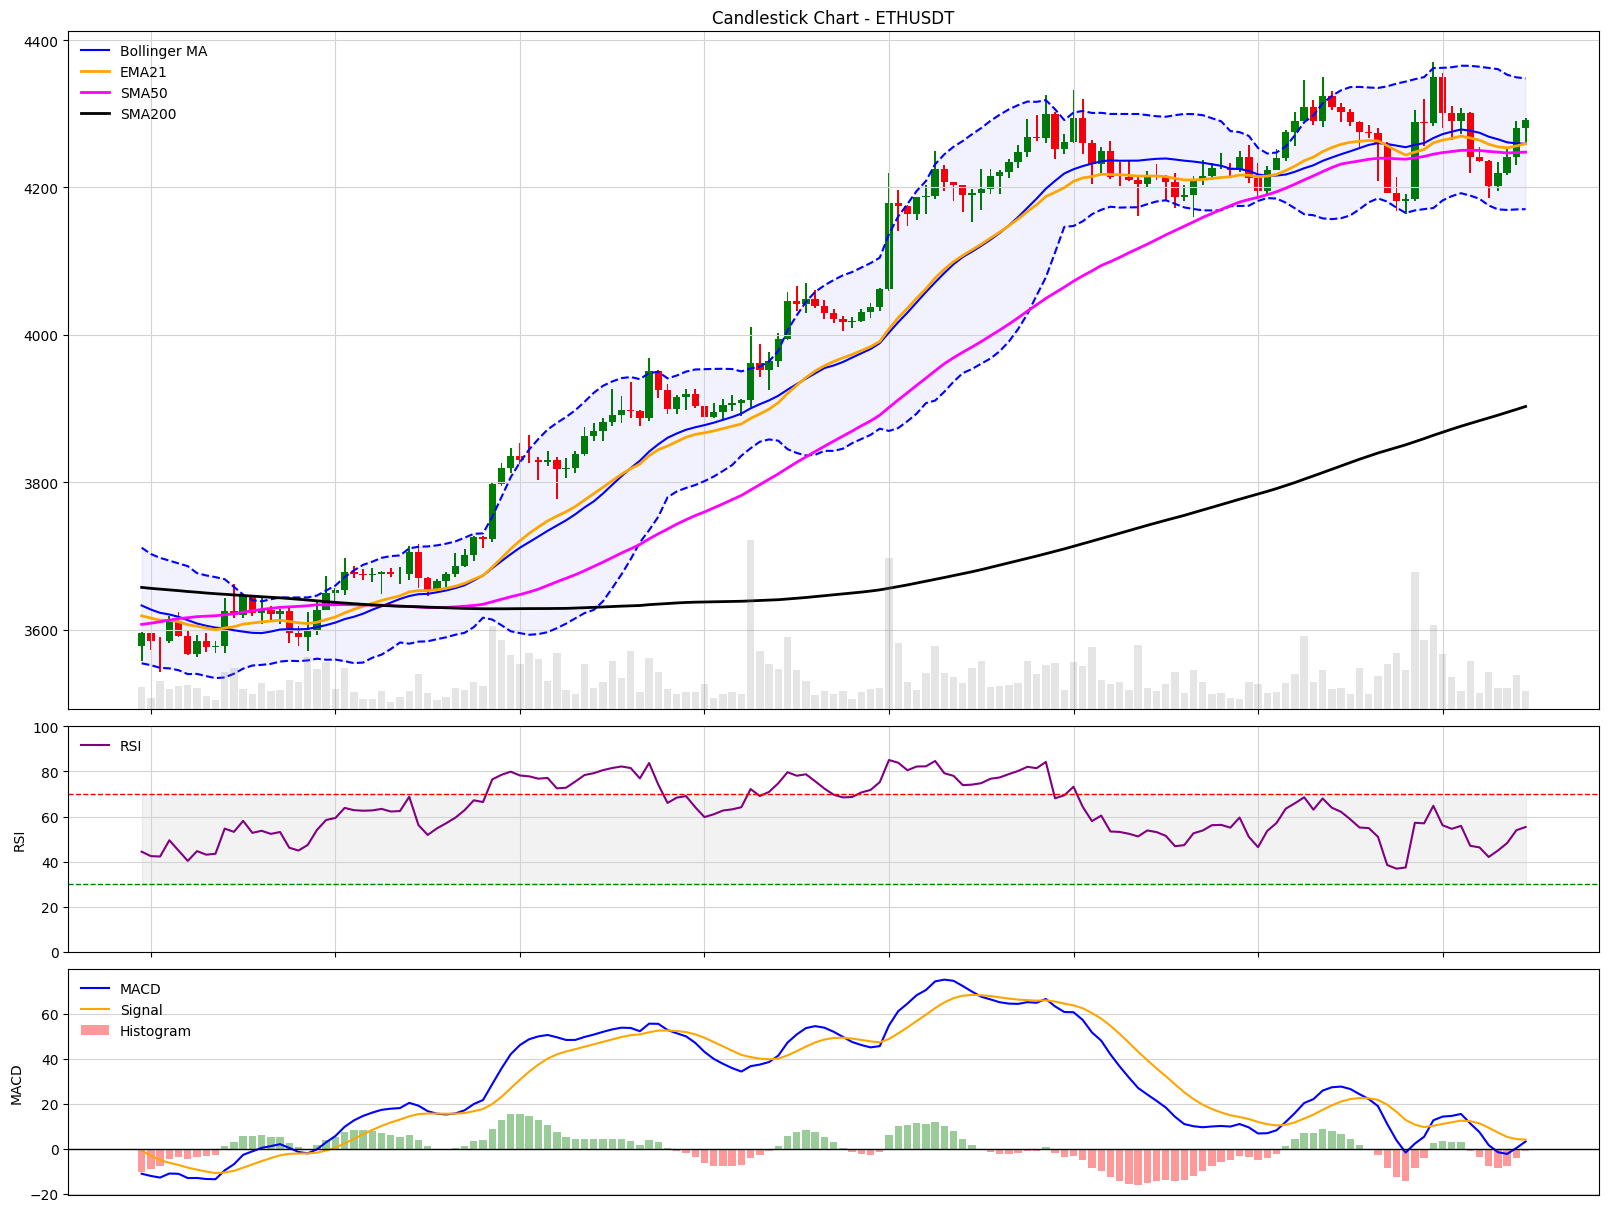 Candlestick Chart - ETHUSDT
Bollinger MA
EMA21
SMA50
SMA200
4400
4200
4000
3800
3600
RSI
100
80
60
40
20
0
RSI
MACD
Signal
Histogram
60
40
20
0
−20
MACD